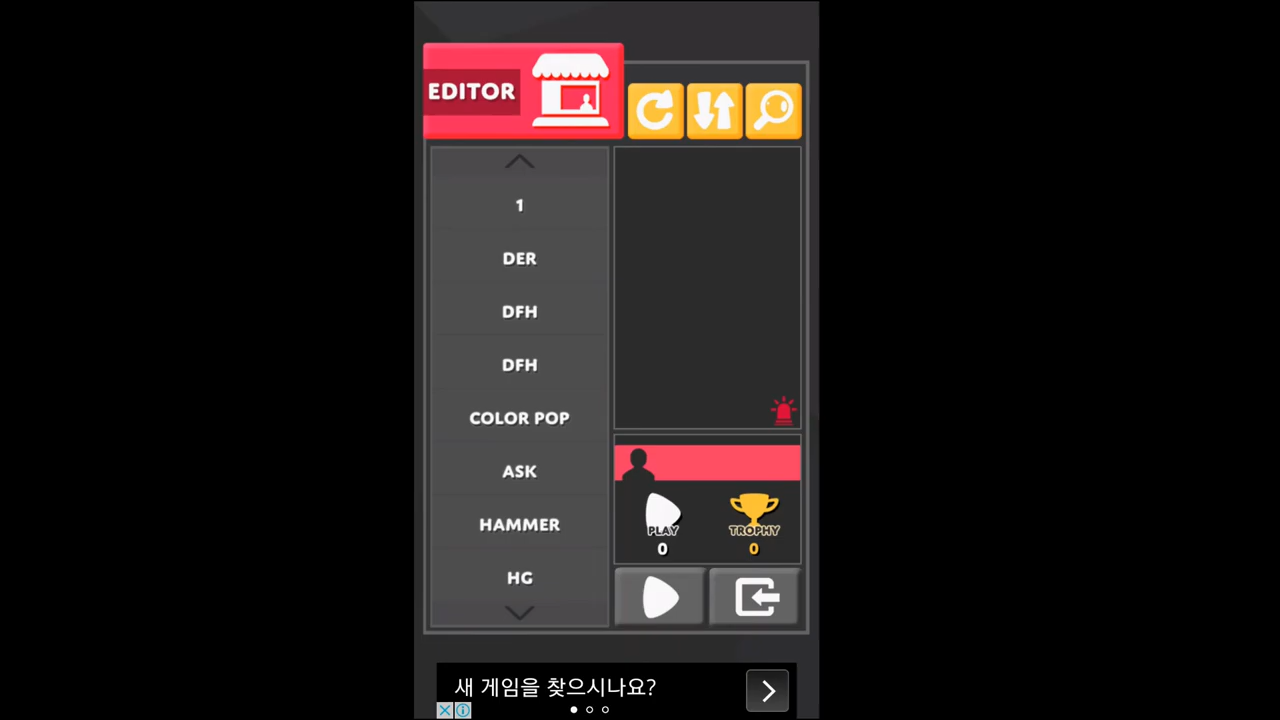 EDITOR
1
DER
DFH
DFH
COLOR POP
ASK
HAMMER
HG
PLAY
0
TROPHY
0
새 게임을 찾으시나요?